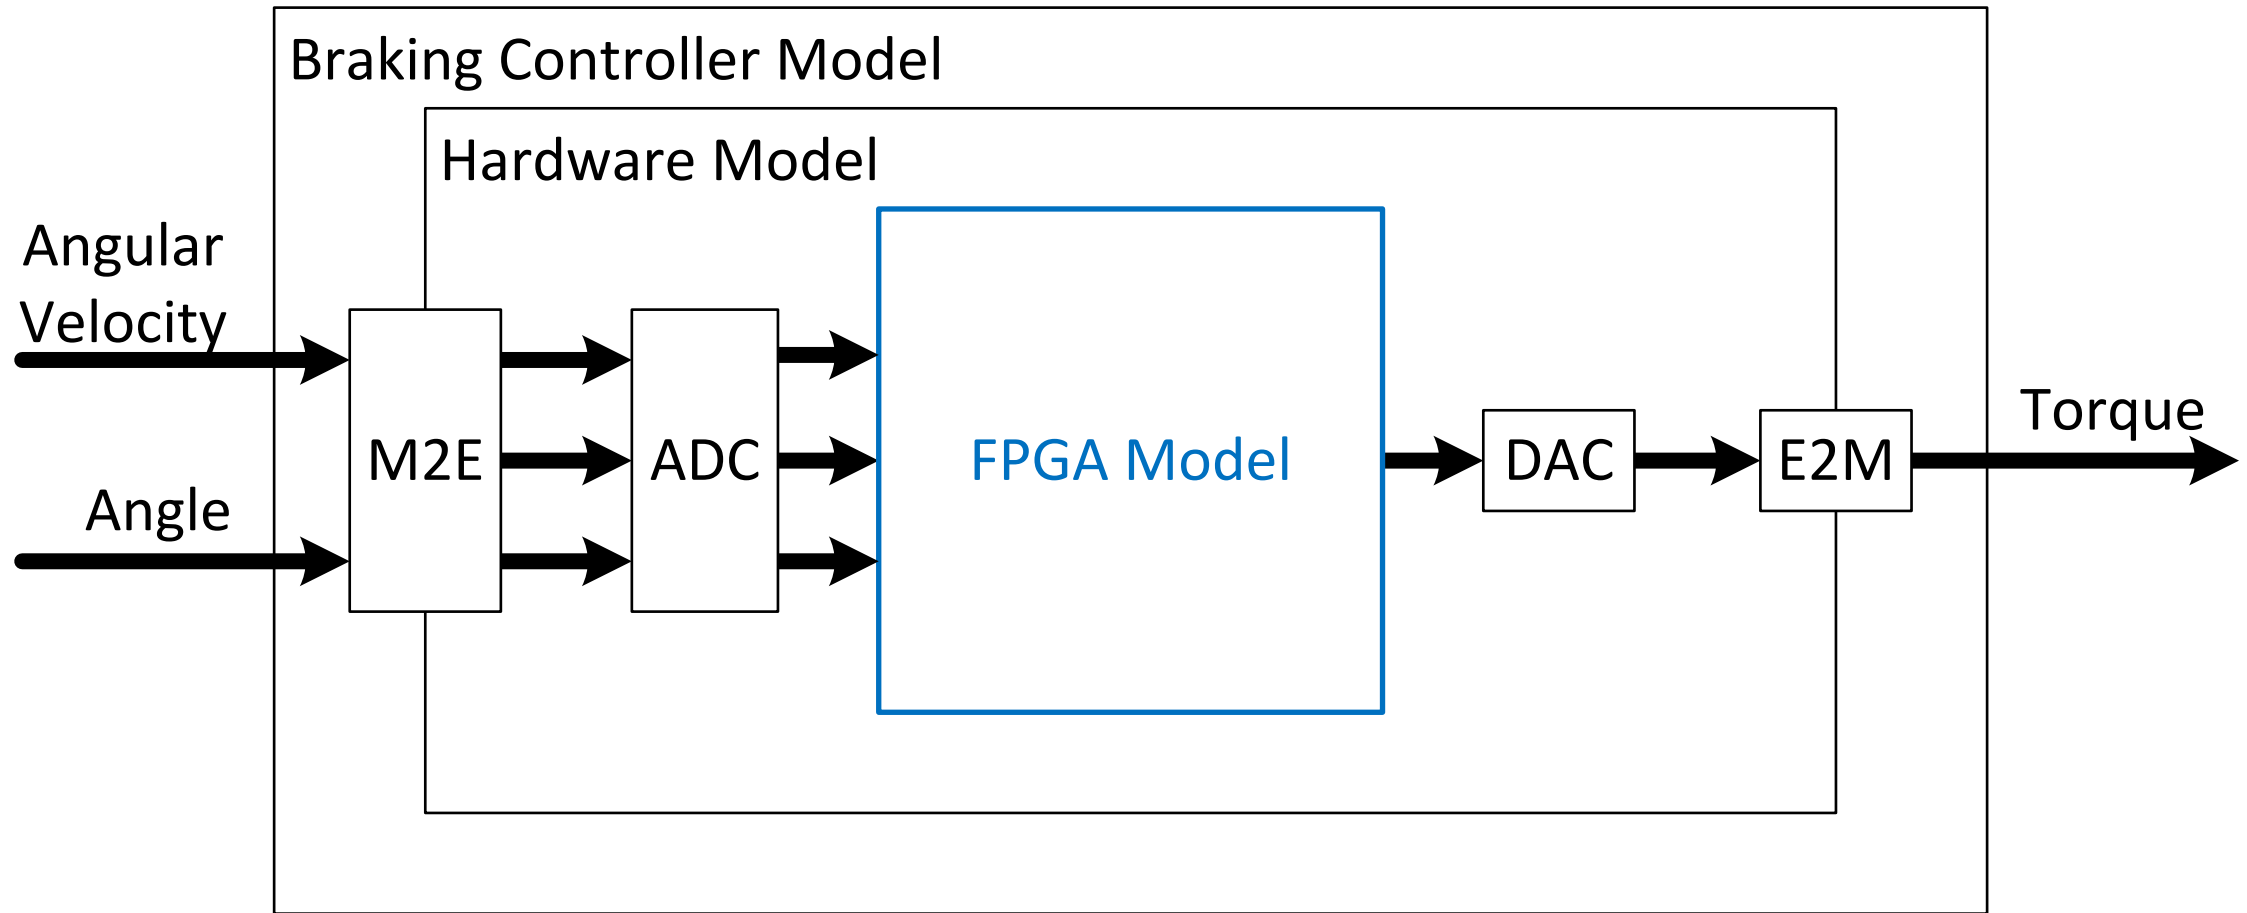 Braking Controller Model
Hardware Model
Angular
Velocity
Angle
M2E
ADC
FPGA Model
DAC
E2M
Torque